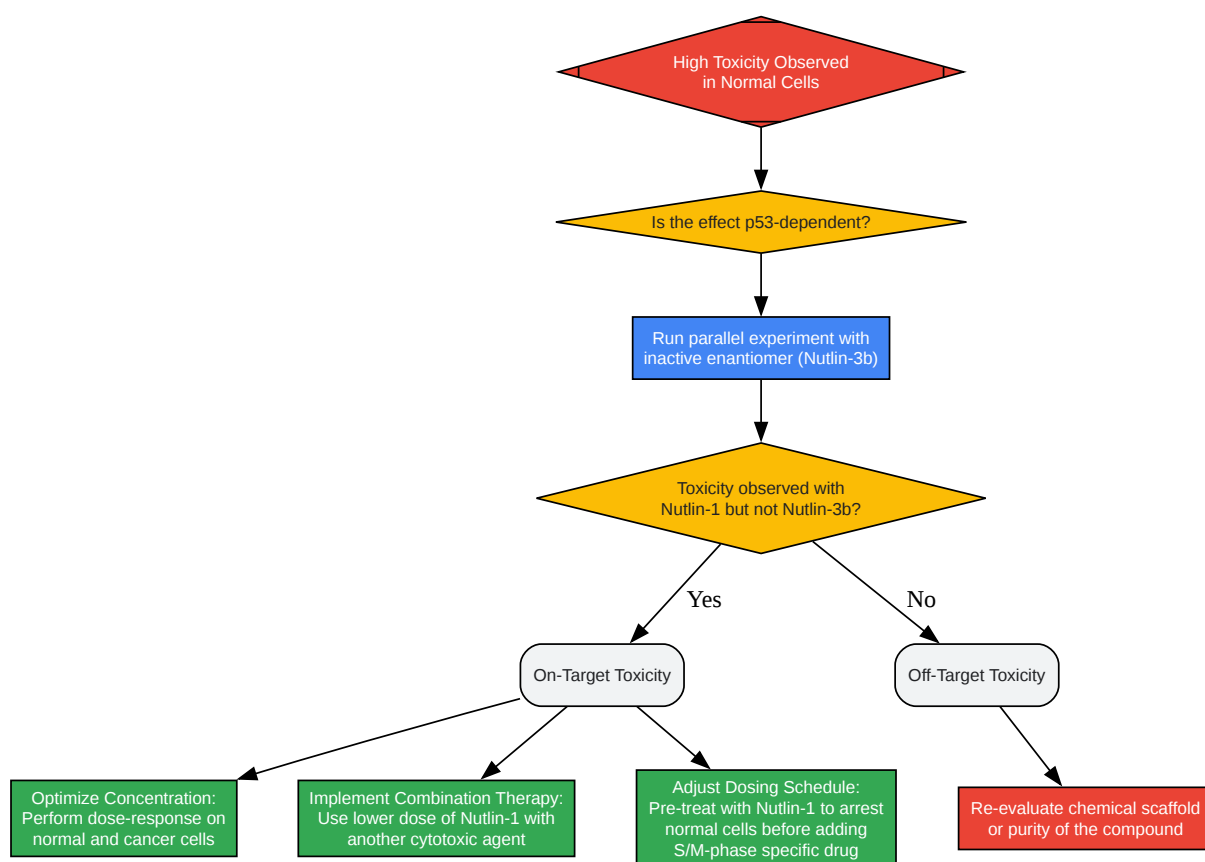 High Toxicity Observed
in Normal Cells
Is the effect p53-dependent?
Run parallel experiment with
inactive enantiomer (Nutlin-3b)
Toxicity observed with
Nutlin-1 but not Nutlin-3b?
Yes
No
On-Target Toxicity
Off-Target Toxicity
Optimize Concentration:
Perform dose-response on
normal and cancer cells
Implement Combination Therapy:
Use lower dose of Nutlin-1 with
another cytotoxic agent
Adjust Dosing Schedule:
Pre-treat with Nutlin-1 to arrest
normal cells before adding
S/M-phase specific drug
Re-evaluate chemical scaffold
or purity of the compound